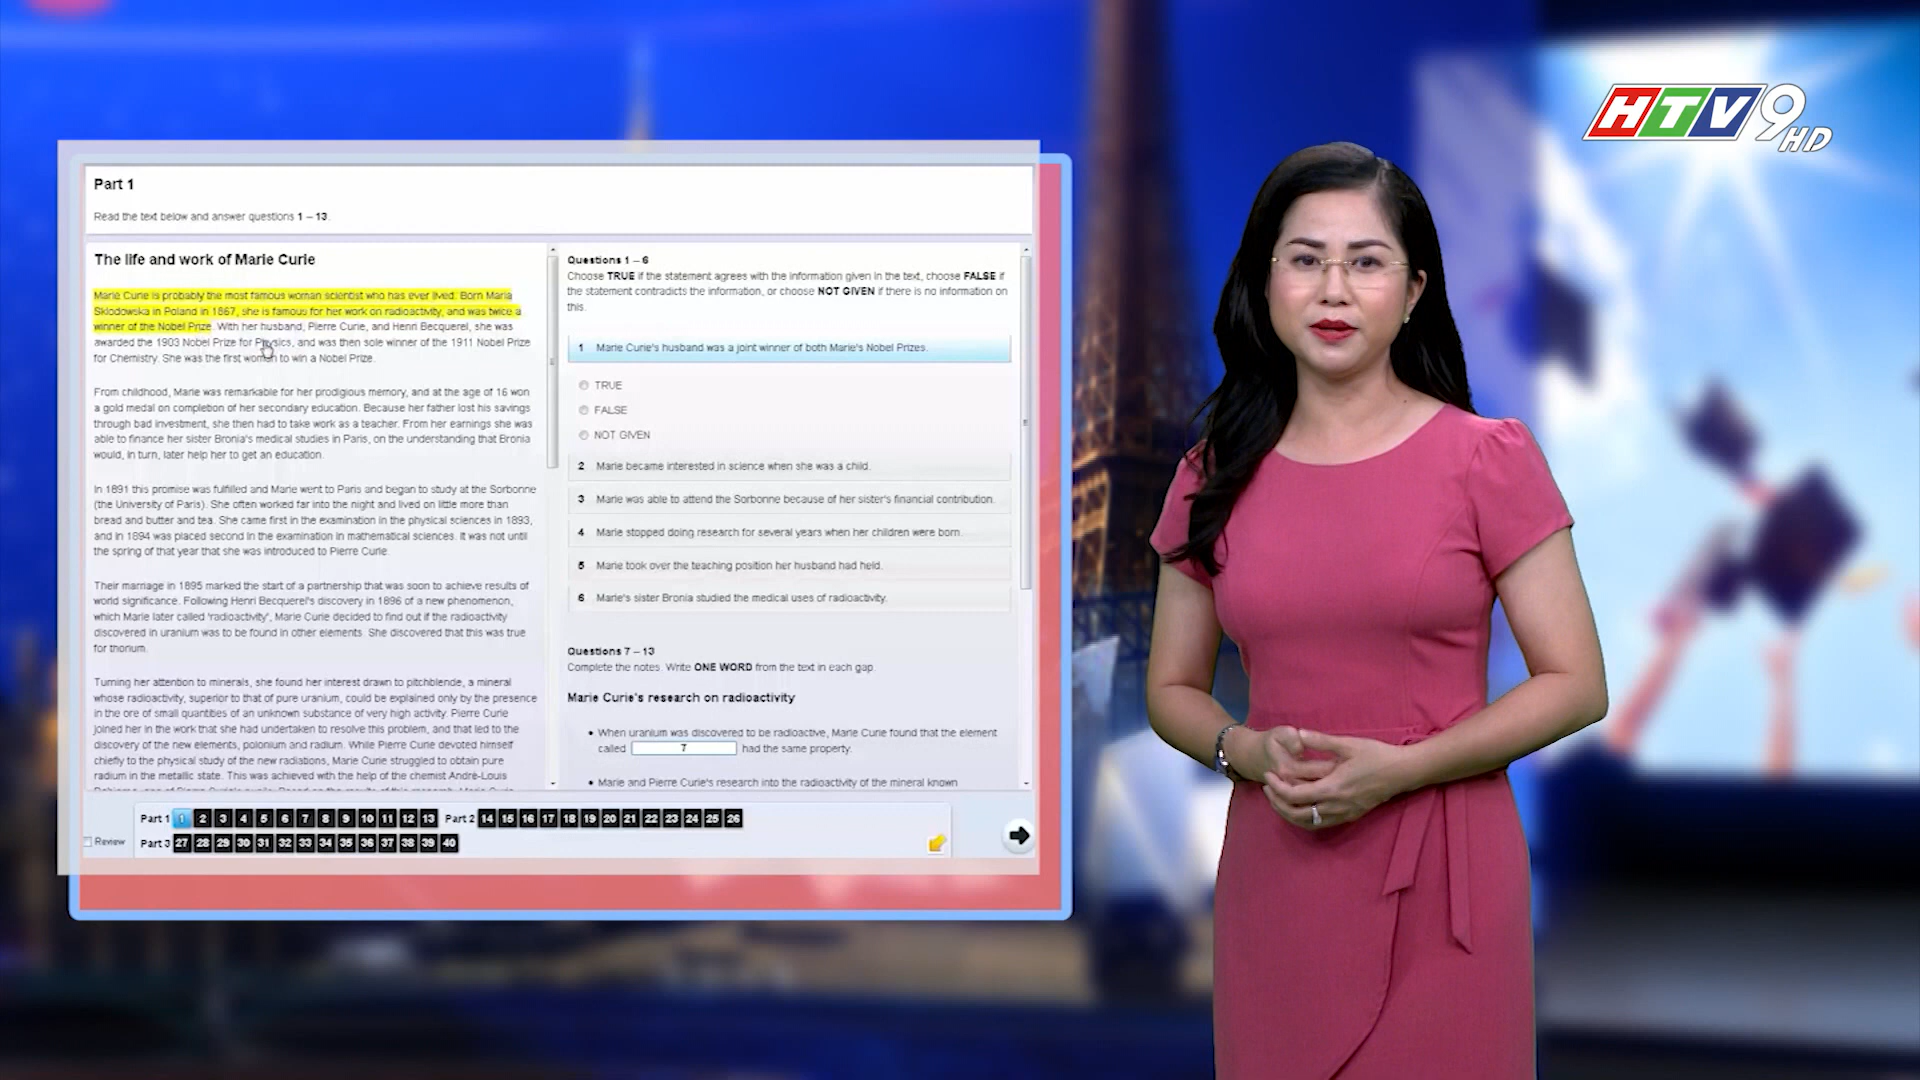 HTV9
HD
Part 1
Read the text below and answer questions 1 – 13.
The life and work of Marie Curie
Marie Curie is probably the most famous woman scientist who has ever lived. Born Maria
Sklodowska in Poland in 1867, she is famous for her work on radioactivity, and was twice a
winner of the Nobel Prize. With her husband, Pierre Curie, and Henri Becquerel, she was
awarded the 1903 Nobel Prize for Physics, and was then sole winner of the 1911 Nobel Prize
for Chemistry. She was the first woman to win a Nobel Prize.
From childhood, Marie was remarkable for her prodigious memory, and at the age of 16 won
a gold medal on completion of her secondary education. Because her father lost his savings
through bad investment, she then had to take work as a teacher. From her earnings she was
able to finance her sister Bronia's medical studies in Paris, on the understanding that Bronia
would, in turn, later help her to get an education.
In 1891 this promise was fulfilled and Marie went to Paris and began to study at the Sorbonne
(the University of Paris). She often worked far into the night and lived on little more than
bread and butter and tea. She came first in the examination in the physical sciences in 1893,
and in 1894 was placed second in the examination in mathematical sciences. It was not until
the spring of that year that she was introduced to Pierre Curie.
Their marriage in 1895 marked the start of a partnership that was soon to achieve results of
world significance. Following Henri Becquerel's discovery in 1896 of a new phenomenon,
which Marie later called 'radioactivity', Marie Curie decided to find out if the radioactivity
discovered in uranium was to be found in other elements. She discovered that this was true
for thorium.
Turning her attention to minerals, she found her interest drawn to pitchblende, a mineral
whose radioactivity, superior to that of pure uranium, could be explained only by the presence
in the ore of small quantities of an unknown substance of very high activity. Pierre Curie
joined her in the work that she had undertaken to resolve this problem, and that led to the
discovery of the new elements, polonium and radium. While Pierre Curie devoted himself
chiefly to the physical study of the new radiations, Marie Curie struggled to obtain pure
radium in the metallic state. This was achieved with the help of the chemist André-Louis
Questions 1 – 6
Choose TRUE if the statement agrees with the information given in the text, choose FALSE if
the statement contradicts the information, or choose NOT GIVEN if there is no information on
this.
1 Marie Curie's husband was a joint winner of both Marie's Nobel Prizes.
TRUE
FALSE
NOT GIVEN
2 Marie became interested in science when she was a child.
3 Marie was able to attend the Sorbonne because of her sister's financial contribution.
4 Marie stopped doing research for several years when her children were born.
5 Marie took over the teaching position her husband had held.
6 Marie's sister Bronia studied the medical uses of radioactivity.
Questions 7 – 13
Complete the notes. Write ONE WORD from the text in each gap.
Marie Curie's research on radioactivity
• When uranium was discovered to be radioactive, Marie Curie found that the element
called 7 had the same property.
• Marie and Pierre Curie's research into the radioactivity of the mineral known
Part 1 1 2 3 4 5 6 7 8 9 10 11 12 13 Part 2 14 15 16 17 18 19 20 21 22 23 24 25 26
Review Part 3 27 28 29 30 31 32 33 34 35 36 37 38 39 40